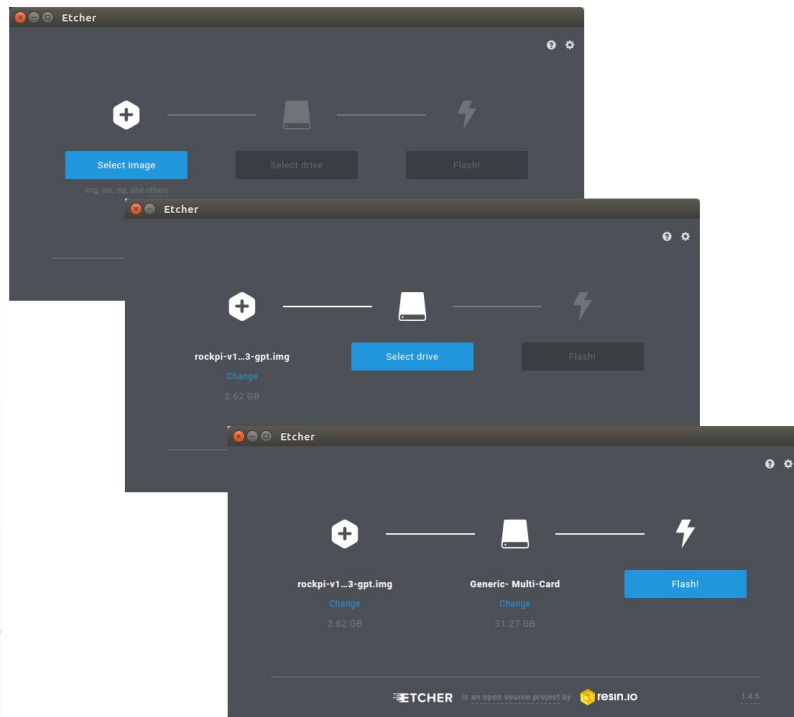 Etcher
Select image
Select drive
Flash!
img, iso, zip, and others
Etcher
rockpi-v1...3-gpt.img
Select drive
Flash!
Change
2.62 GB
Etcher
rockpi-v1...3-gpt.img
Generic- Multi-Card
Flash!
Change
Change
2.62 GB
31.27 GB
ETCHER is an open source project by resin.io
1.4.5